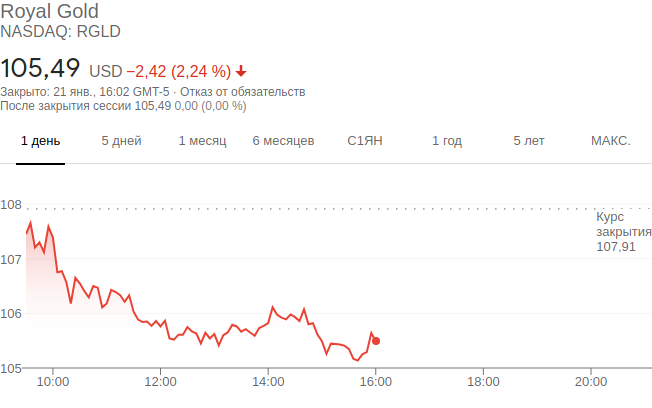 Royal Gold
NASDAQ: RGLD
105,49 USD −2,42 (2,24 %)
Закрыто: 21 янв., 16:02 GMT-5 · Отказ от обязательств
После закрытия сессии 105,49 0,00 (0,00 %)
1 день 5 дней 1 месяц 6 месяцев С1ЯН 1 год 5 лет МАКС.
108
Курс
закрытия
107,91
107
106
105
10:00 12:00 14:00 16:00 18:00 20:00